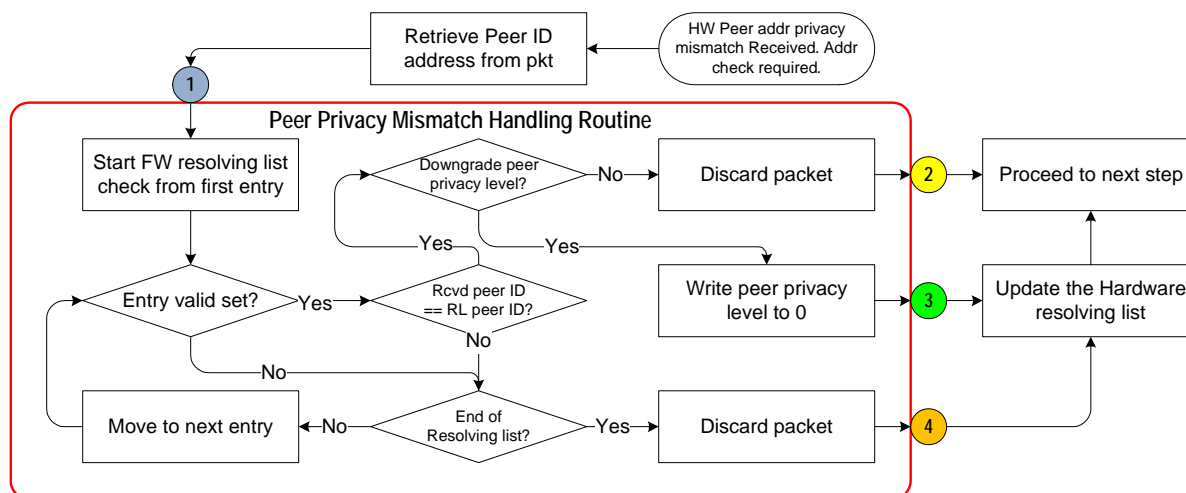 Retrieve Peer ID
address from pkt
HW Peer addr privacy
mismatch Received. Addr
check required.
1
Peer Privacy Mismatch Handling Routine
Start FW resolving list
check from first entry
Downgrade peer
privacy level?
No
Discard packet
2
Proceed to next step
Yes
Yes
Entry valid set?
Yes
Rcvd peer ID
== RL peer ID?
Write peer privacy
level to 0
3
Update the Hardware
resolving list
No
No
Move to next entry
No
End of
Resolving list?
Yes
Discard packet
4